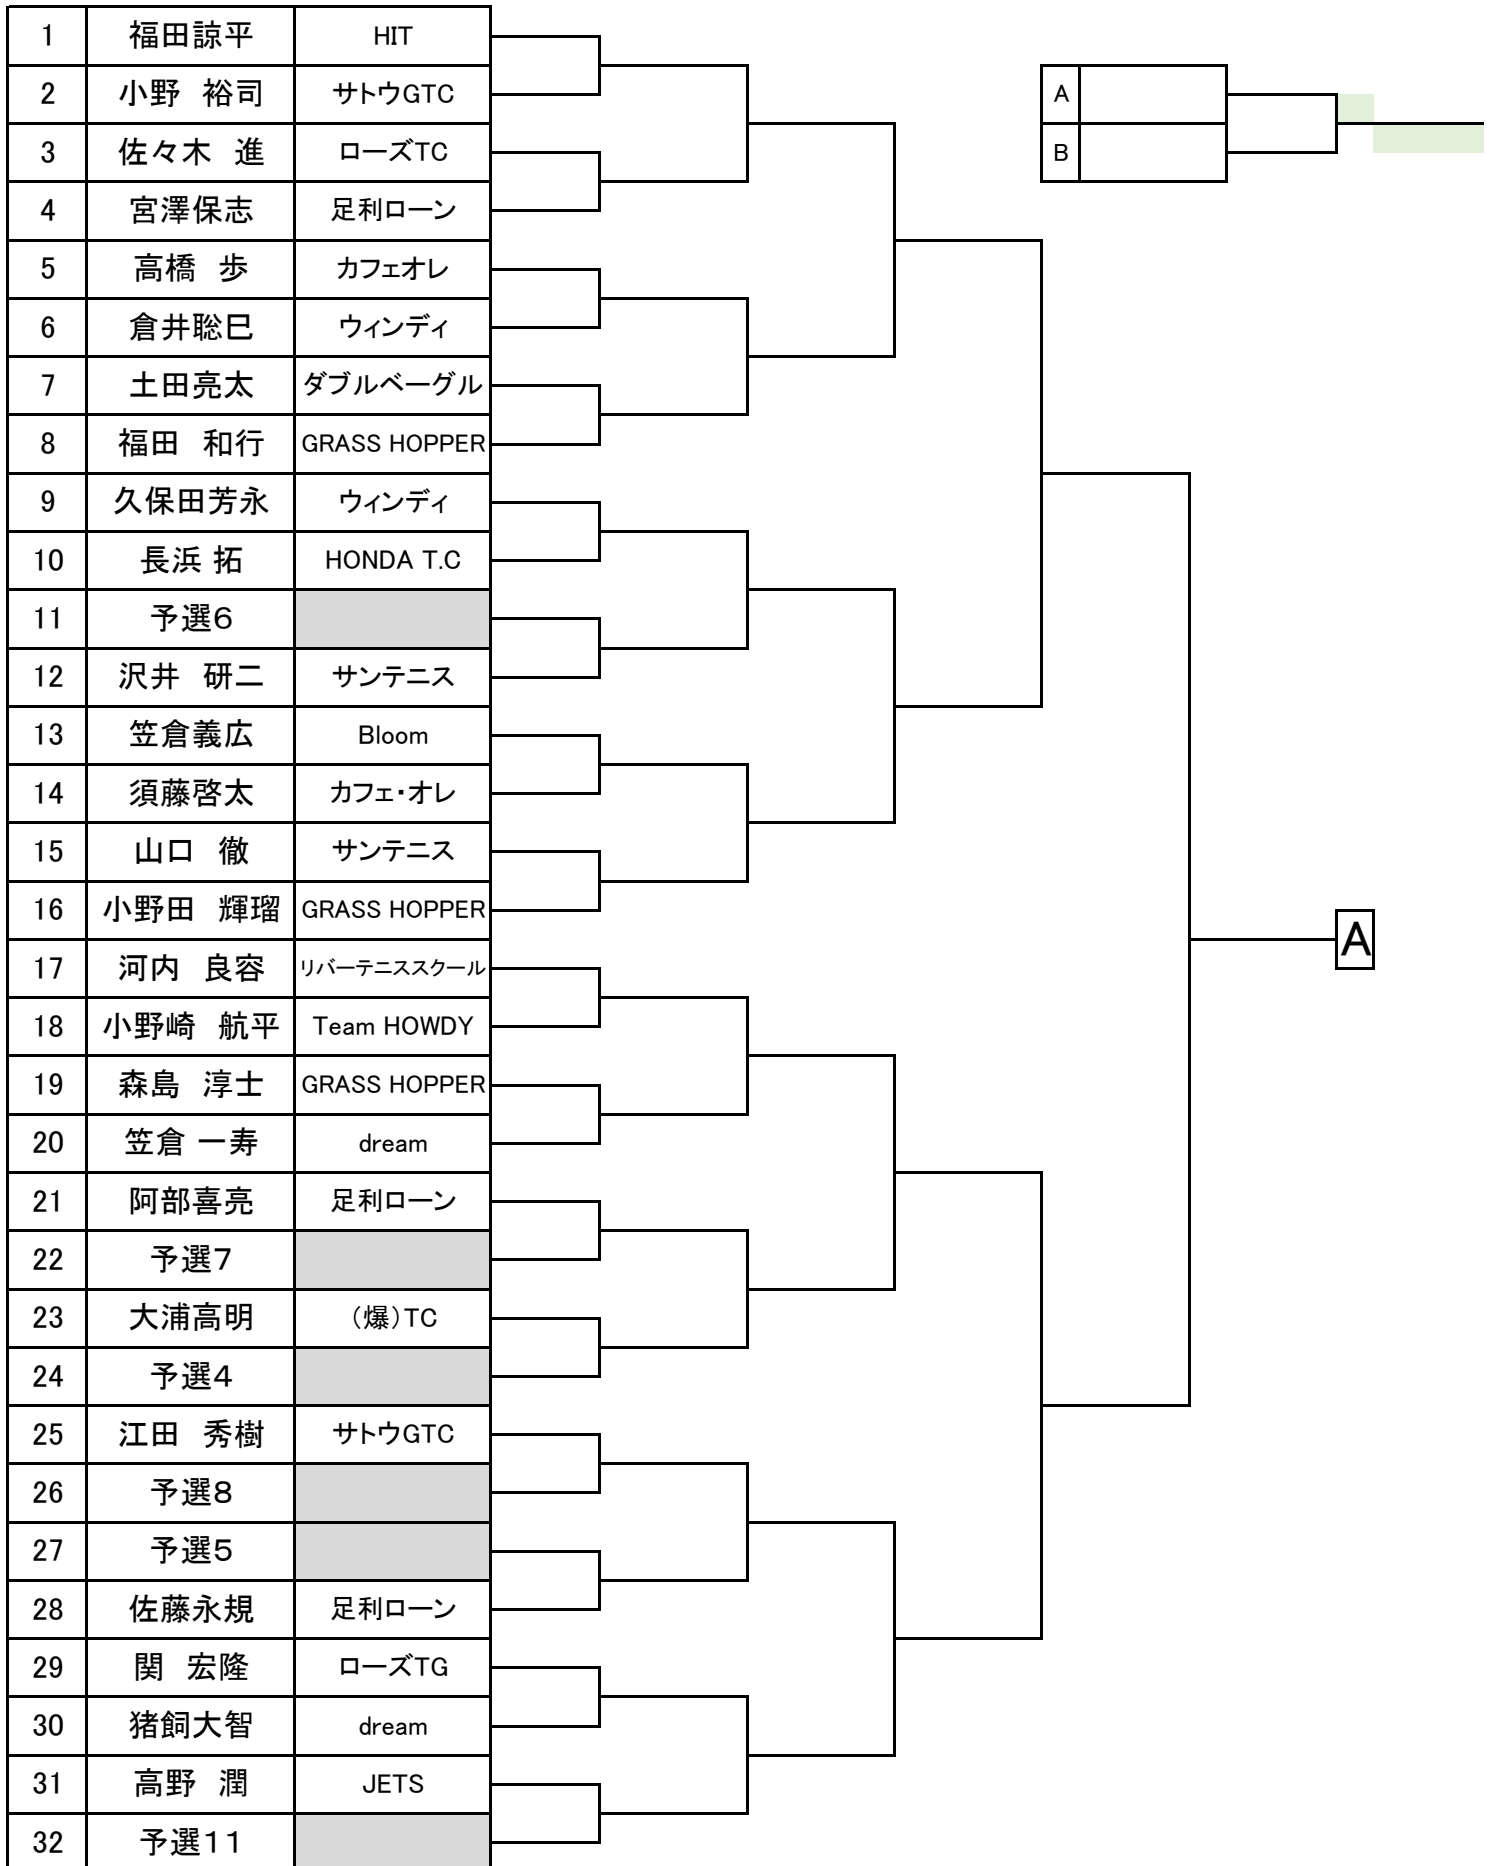 1 福田諒平 HIT
2 小野　裕司 サトウGTC
A
3 佐々木　進 ローズTC
B
4 宮澤保志 足利ローン
5 高橋　歩 カフェオレ
6 倉井聡巳 ウィンディ
7 土田亮太 ダブルベーグル
8 福田　和行 GRASS HOPPER
9 久保田芳永 ウィンディ
10 長浜 拓 HONDA T.C
11 予選６
12 沢井　研二 サンテニス
13 笠倉義広 Bloom
14 須藤啓太 カフェ・オレ
15 山口　徹 サンテニス
16 小野田　輝瑠 GRASS HOPPER
A
17 河内　良容 リバーテニススクール
18 小野崎　航平 Team HOWDY
19 森島　淳士 GRASS HOPPER
20 笠倉 一寿 dream
21 阿部喜亮 足利ローン
22 予選７
23 大浦高明 （爆）TC
24 予選４
25 江田　秀樹 サトウGTC
26 予選８
27 予選５
28 佐藤永規 足利ローン
29 関　宏隆 ローズTG
30 猪飼大智 dream
31 高野　潤 JETS
32 予選１１